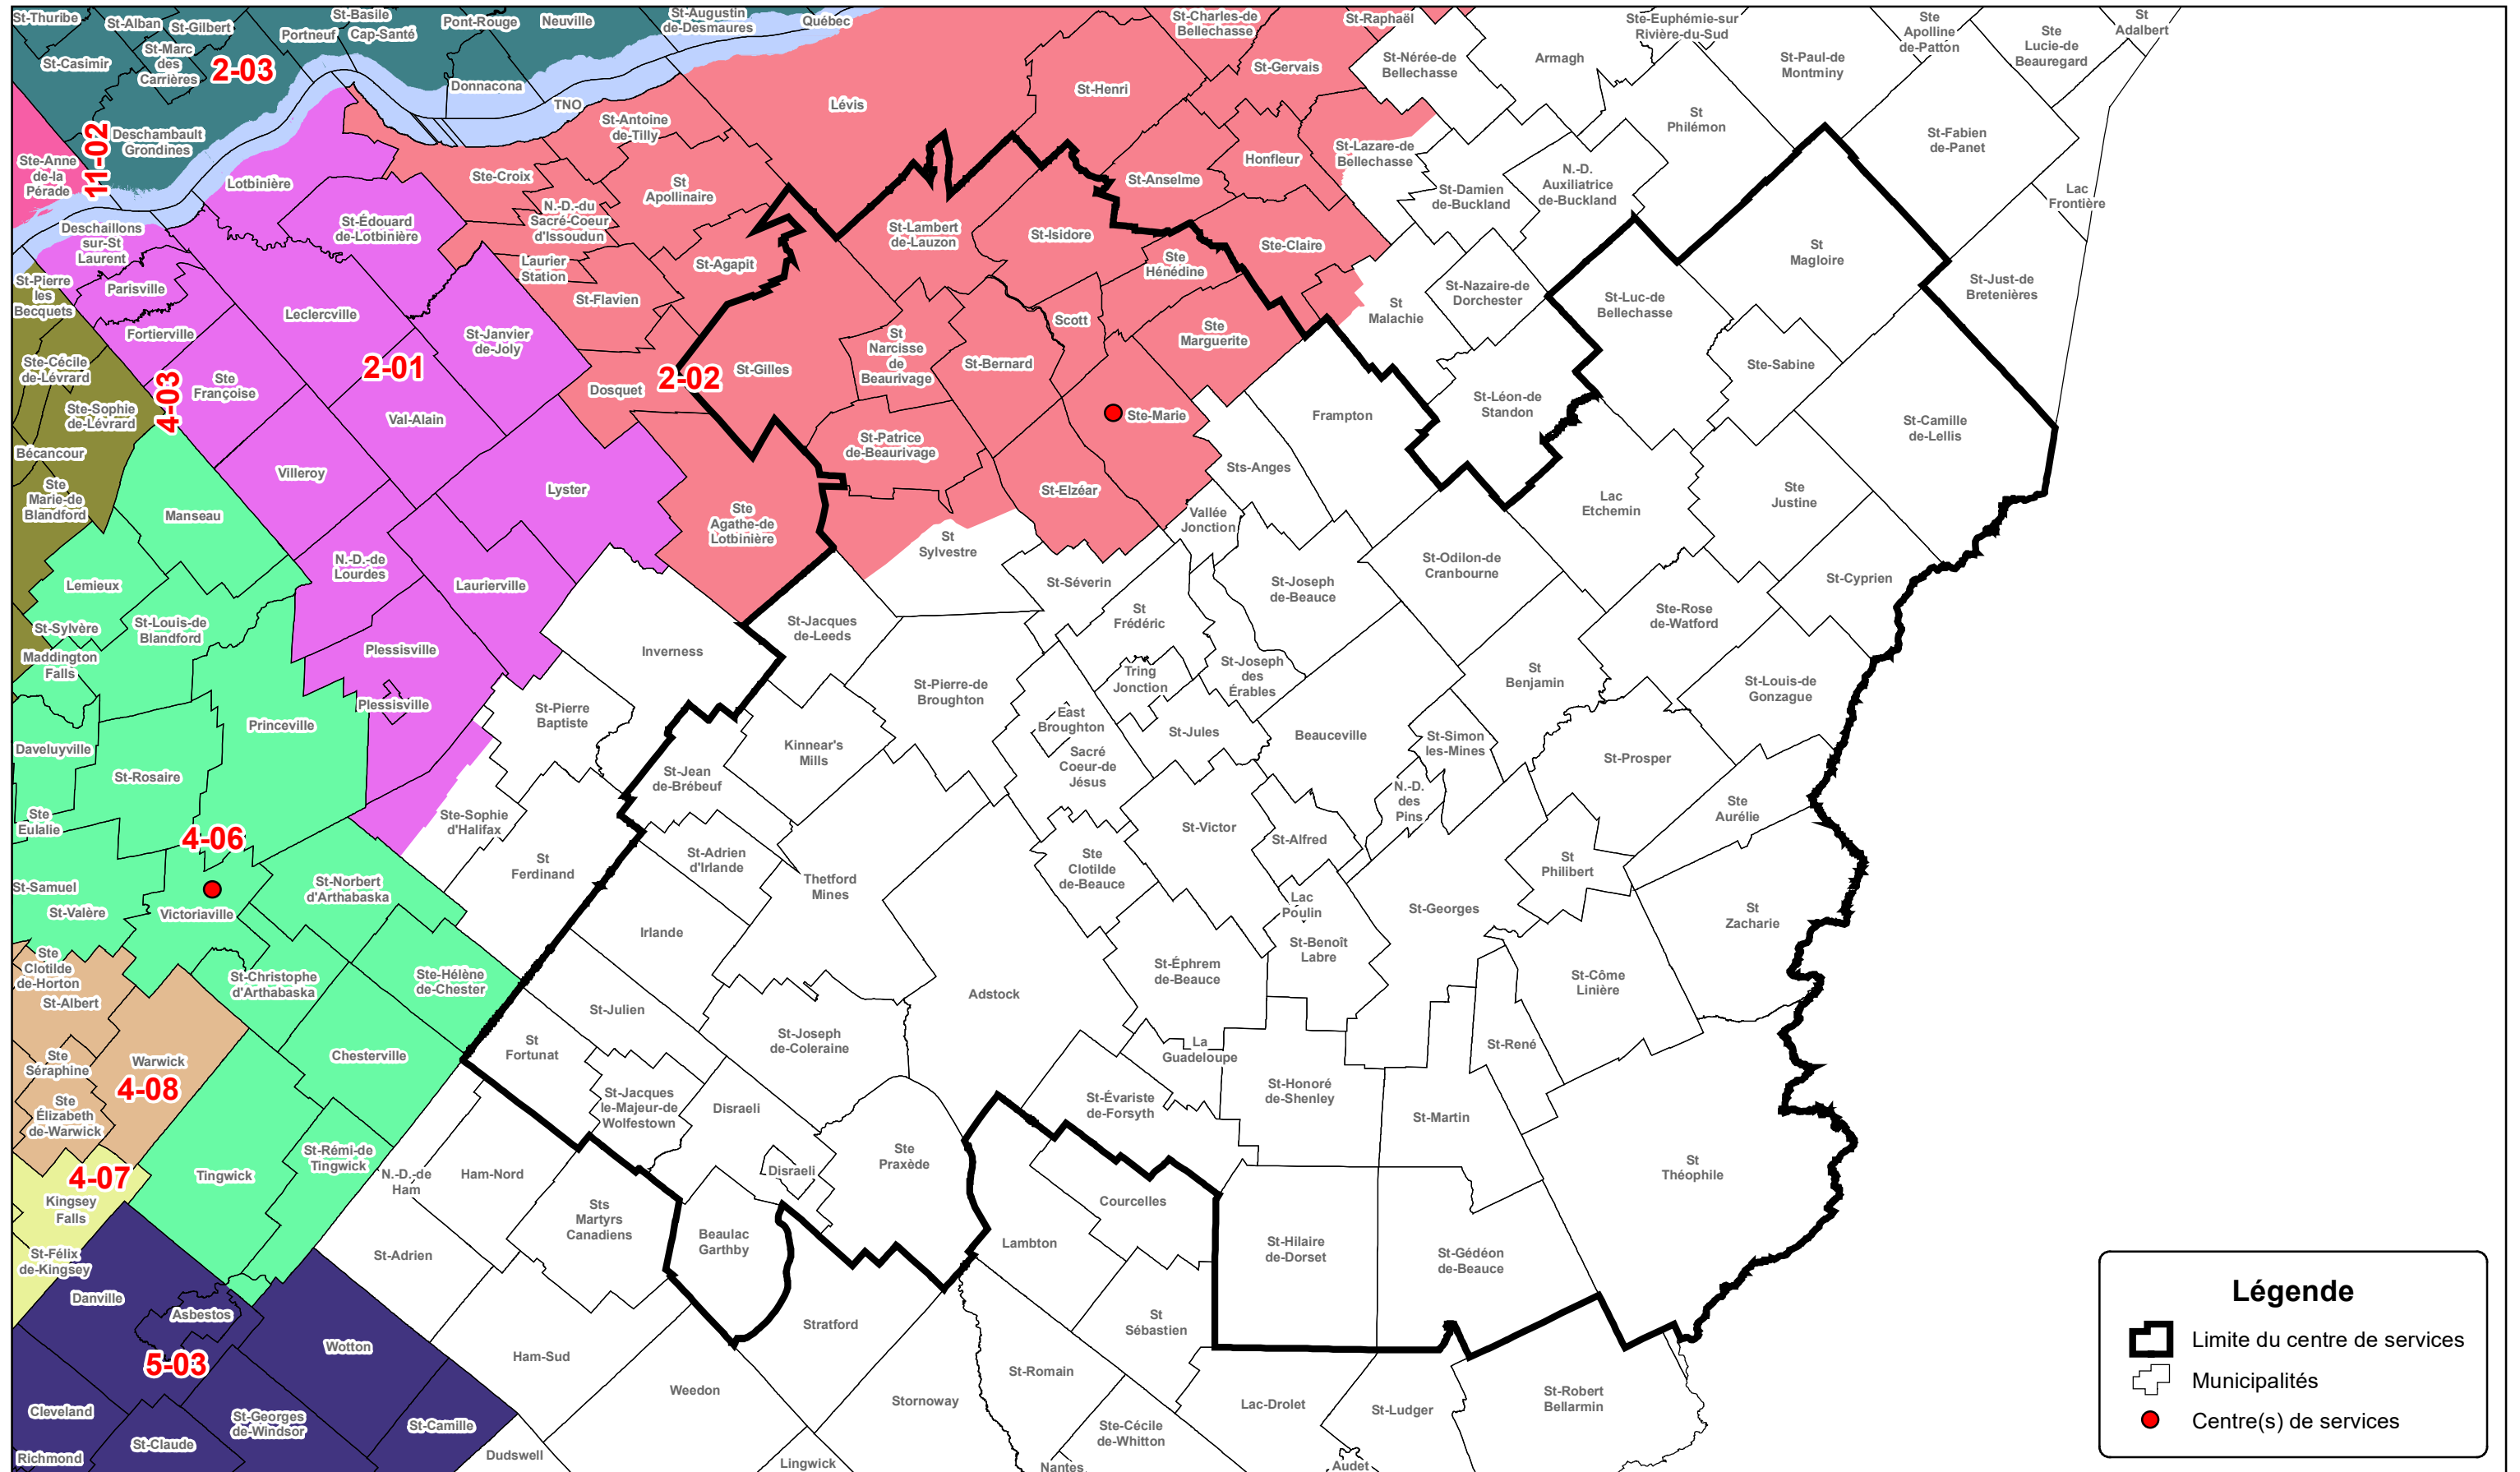 St-Thuribe
St-Alban
St-Gilbert
St-Basile
Portneuf
Cap-Santé
Pont-Rouge
Neuville
St-Augustin
de-Desmaures
Québec
St-Casimir
St-Marc
des
Carrières
2-03
Donnacona
TNO
Deschambault
Grondines
11-02
Ste-Anne
de-la
Pérade
St-Charles-de
Bellechasse
St-Raphaël
St-Gervais
St-Henri
Lévis
St-Nérée-de
Bellechasse
Armagh
Ste-Euphémie-sur
Rivière-du-Sud
St-Paul-de
Montminy
Ste
Apolline
de-Patton
Ste
Lucie-de
Beauregard
St
Adalbert
St
Philémon
St-Fabien
de-Panet
Lac
Frontière
St-Antoine
de-Tilly
St-Lazare-de
Bellechasse
Honfleur
St-Anselme
St-Damien
de-Buckland
N.-D.
Auxiliatrice
de-Buckland
Lotbinière
Ste-Croix
St
Apollinaire
N.-D.-du
Sacré-Coeur
d'Issoudun
St-Édouard
de-Lotbinière
Deschaillons
sur-St
Laurent
Laurier
Station
St-Agapit
St-Lambert
de-Lauzon
St-Isidore
Ste
Hénédine
Ste-Claire
St
Magloire
St-Just-de
Bretenières
St-Pierre
les
Becquets
Parisville
Fortierville
Leclercville
St-Flavien
St-Janvier
de-Joly
St-Nazaire-de
Dorchester
St
Malachie
St-Luc-de
Bellechasse
Ste-Sabine
Scott
Ste
Marguerite
St
Narcisse
de
Beaurivage
St-Bernard
St-Gilles
2-02
Dosquet
2-01
Ste-Cécile
de-Lévrard
Ste
Françoise
4-03
Ste-Sophie
de-Lévrard
Val-Alain
St-Patrice
de-Beaurivage
Ste-Marie
Frampton
St-Léon-de
Standon
St-Camille
de-Lellis
Bécancour
Villeroy
Lyster
Ste
Marie-de
Blandford
Manseau
Ste
Agathe-de
Lotbinière
St-Elzéar
Sts-Anges
Vallée
Jonction
Lac
Etchemin
Ste
Justine
St
Sylvestre
N.-D.-de
Lourdes
Laurierville
Lemieux
St-Sylvère
St-Louis-de
Blandford
St-Séverin
St-Joseph
de-Beauce
St-Odilon-de
Cranbourne
St-Cyprien
Ste-Rose
de-Watford
St
Frédéric
St-Jacques
de-Leeds
Inverness
Plessisville
Plessisville
Maddington
Falls
Tring
Jonction
St-Joseph
des
Érables
St
Benjamin
St-Louis-de
Gonzague
St-Pierre-de
Broughton
St-Pierre
Baptiste
Princeville
Daveluyville
St-Rosaire
East
Broughton
Sacré
Coeur-de
Jésus
St-Jules
Beauceville
St-Simon
les-Mines
St-Prosper
Kinnear's
Mills
St-Jean
de-Brébeuf
N.-D.
des
Pins
Ste
Aurélie
Ste
Eulalie
Ste-Sophie
d'Halifax
4-06
St-Victor
St-Alfred
St-Adrien
d'Irlande
St
Ferdinand
Thetford
Mines
Ste
Clotilde
de-Beauce
St
Philibert
St-Samuel
St-Valère
Victoriaville
St-Norbert
d'Arthabaska
Lac
Poulin
St-Georges
St
Zacharie
Irlande
St-Benoît
Labre
St-Éphrem
de-Beauce
St-Côme
Linière
Adstock
Ste
Clotilde
de-Horton
St-Albert
St-Christophe
d'Arthabaska
Ste-Hélène
de-Chester
St-Julien
St
Fortunat
St-Joseph
de-Coleraine
La
Guadeloupe
St-René
Chesterville
Ste
Séraphine
Warwick
4-08
Ste
Élizabeth
de-Warwick
St-Jacques
le-Majeur-de
Wolfestown
Disraeli
St-Évariste
de-Forsyth
St-Honoré
de-Shenley
St-Martin
St-Rémi-de
Tingwick
Tingwick
Ste
Praxède
Disraeli
St
Théophile
4-07
Kingsey
Falls
N.-D.-de
Ham
Ham-Nord
Sts
Martyrs
Canadiens
Beaulac
Garthby
Lambton
Courcelles
St-Hilaire
de-Dorset
St-Gédéon
de-Beauce
St-Adrien
St-Félix
de-Kingsey
Danville
Asbestos
5-03
Wotton
Ham-Sud
Stratford
St
Sébastien
St-Romain
Weedon
Stornoway
Lac-Drolet
St-Ludger
St-Robert
Bellarmin
Cleveland
St-Georges
de-Windsor
St-Camille
Ste-Cécile
de-Whitton
St-Claude
Richmond
Dudswell
Lingwick
Nantes
Audet
Légende
Limite du centre de services
Municipalités
Centre(s) de services